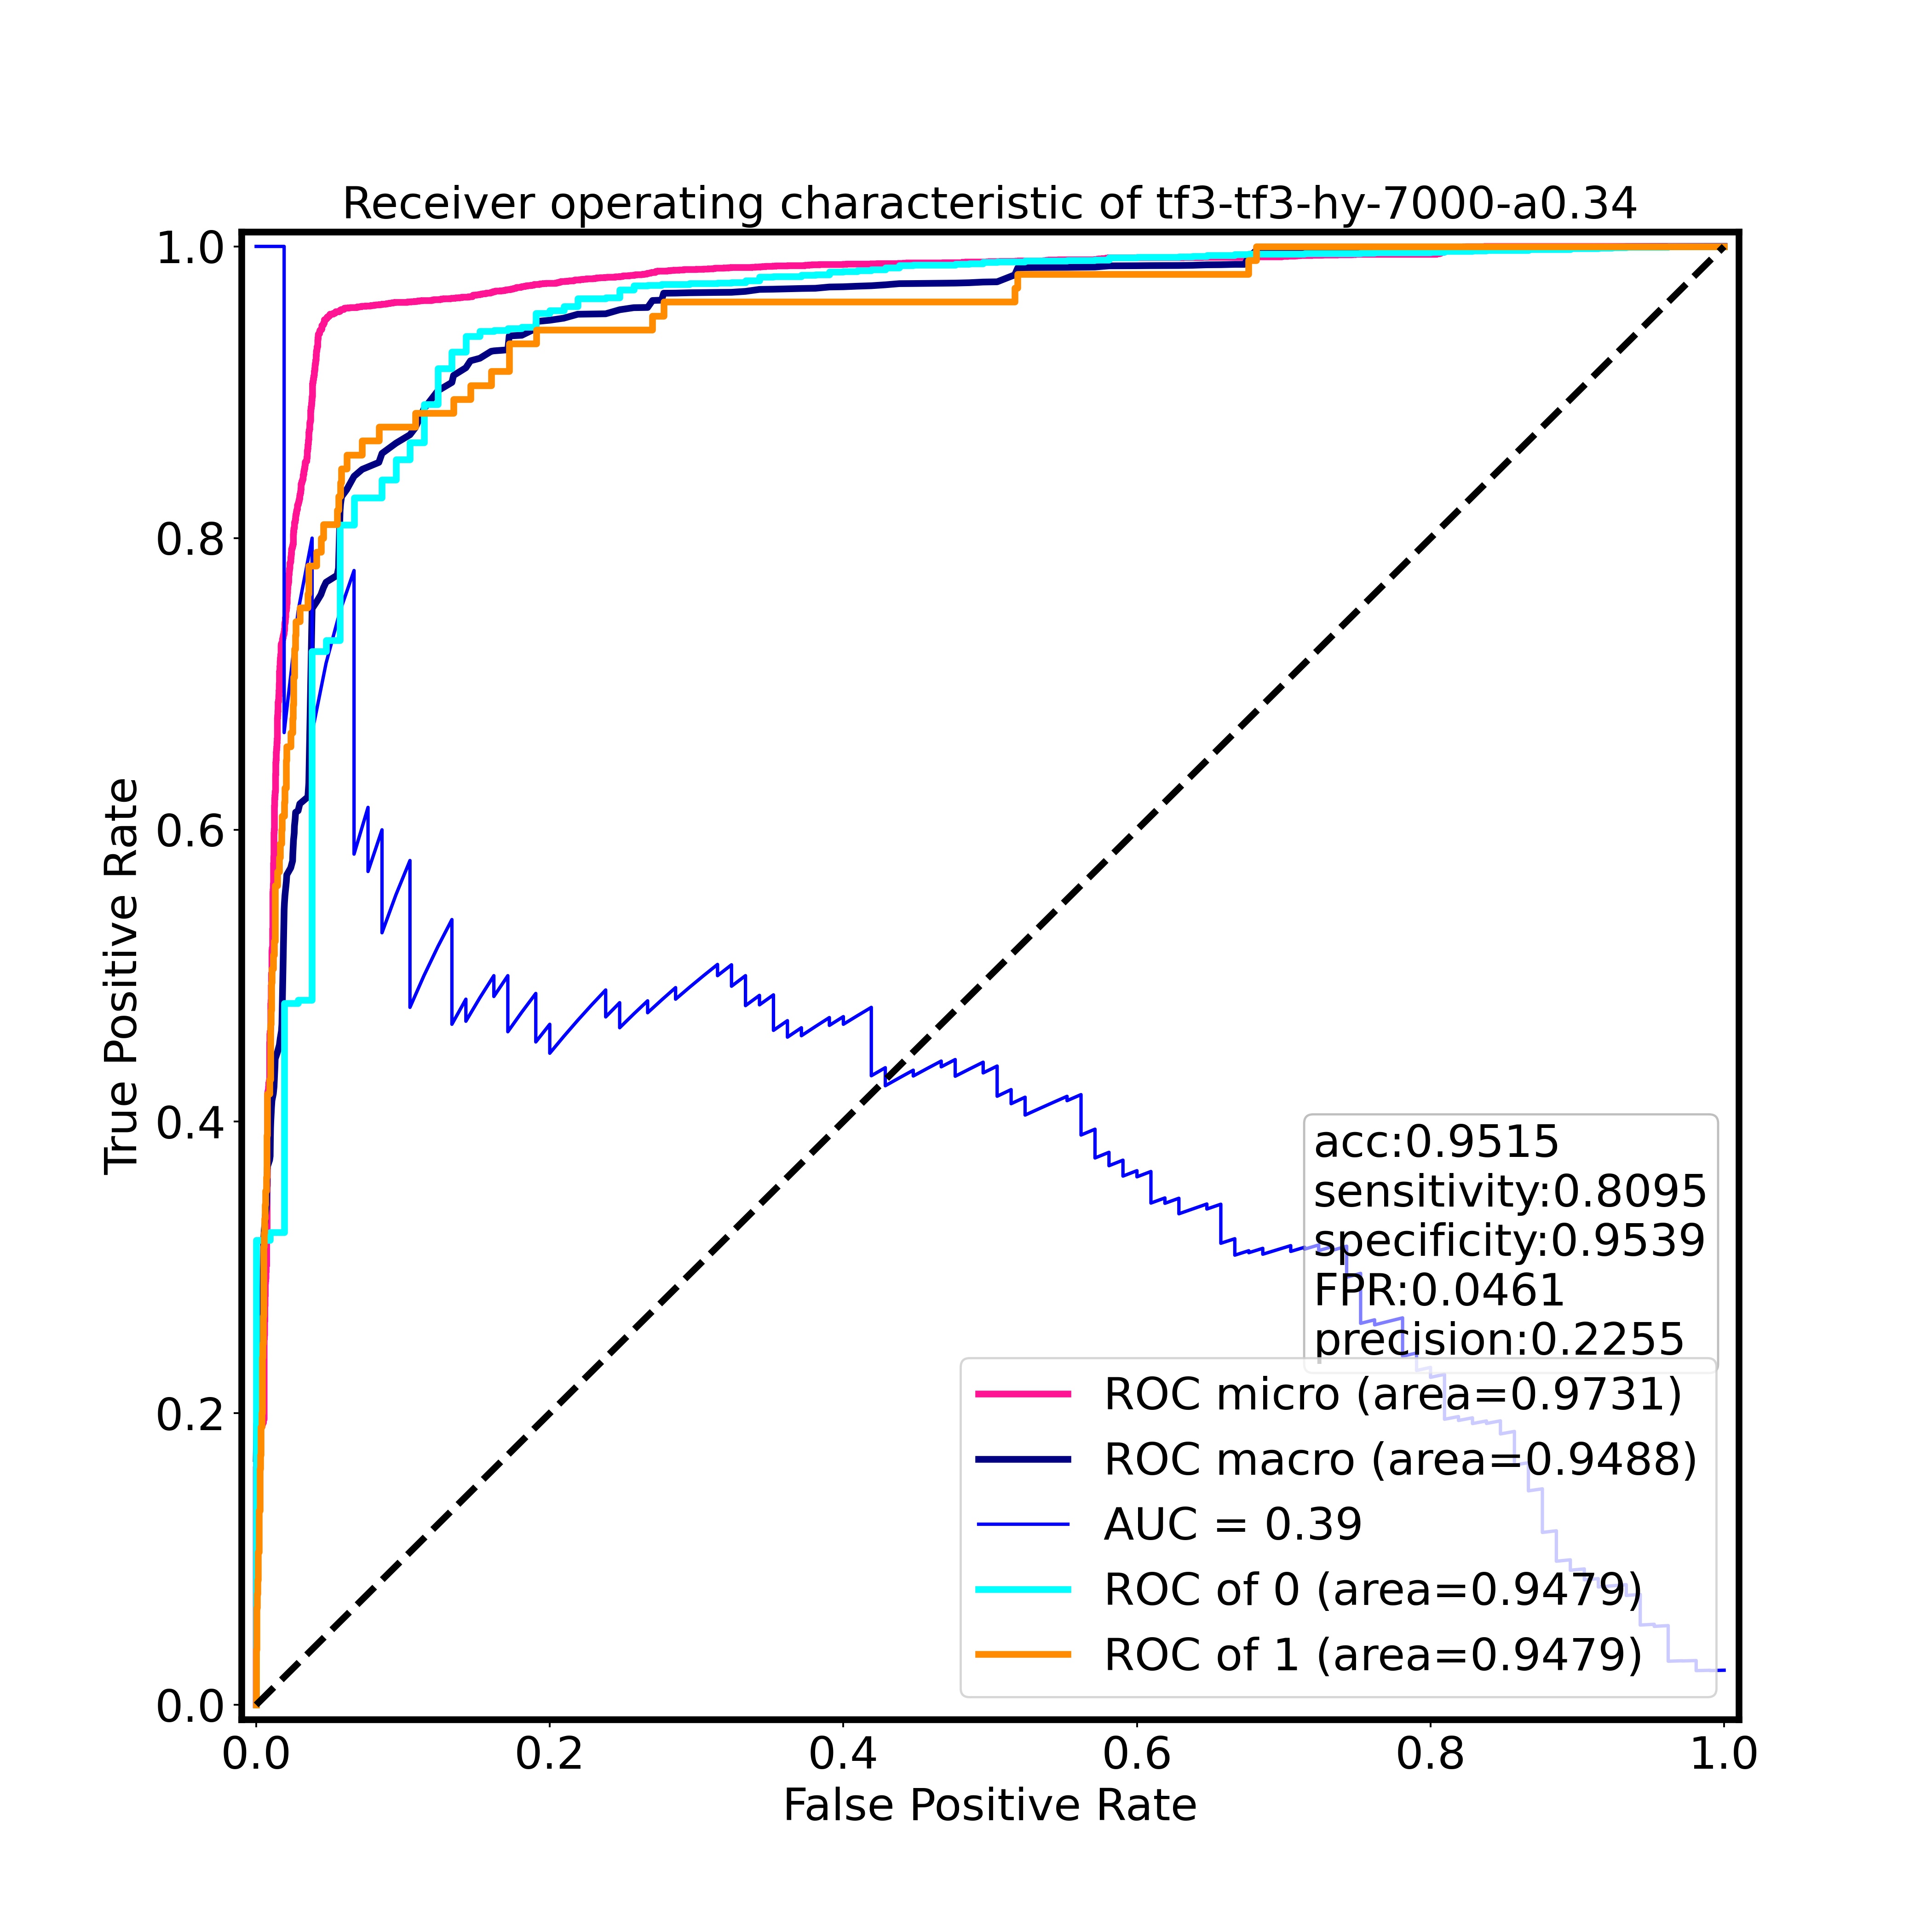 Receiver operating characteristic of tf3-tf3-hy-7000-a0.34
1.0
0.8
0.6
0.4
0.2
0.0
True Positive Rate
acc:0.9515
sensitivity:0.8095
specificity:0.9539
FPR:0.0461
precision:0.2255
ROC micro (area=0.9731)
ROC macro (area=0.9488)
AUC = 0.39
ROC of 0 (area=0.9479)
ROC of 1 (area=0.9479)
0.0 0.2 0.4 0.6 0.8 1.0
False Positive Rate